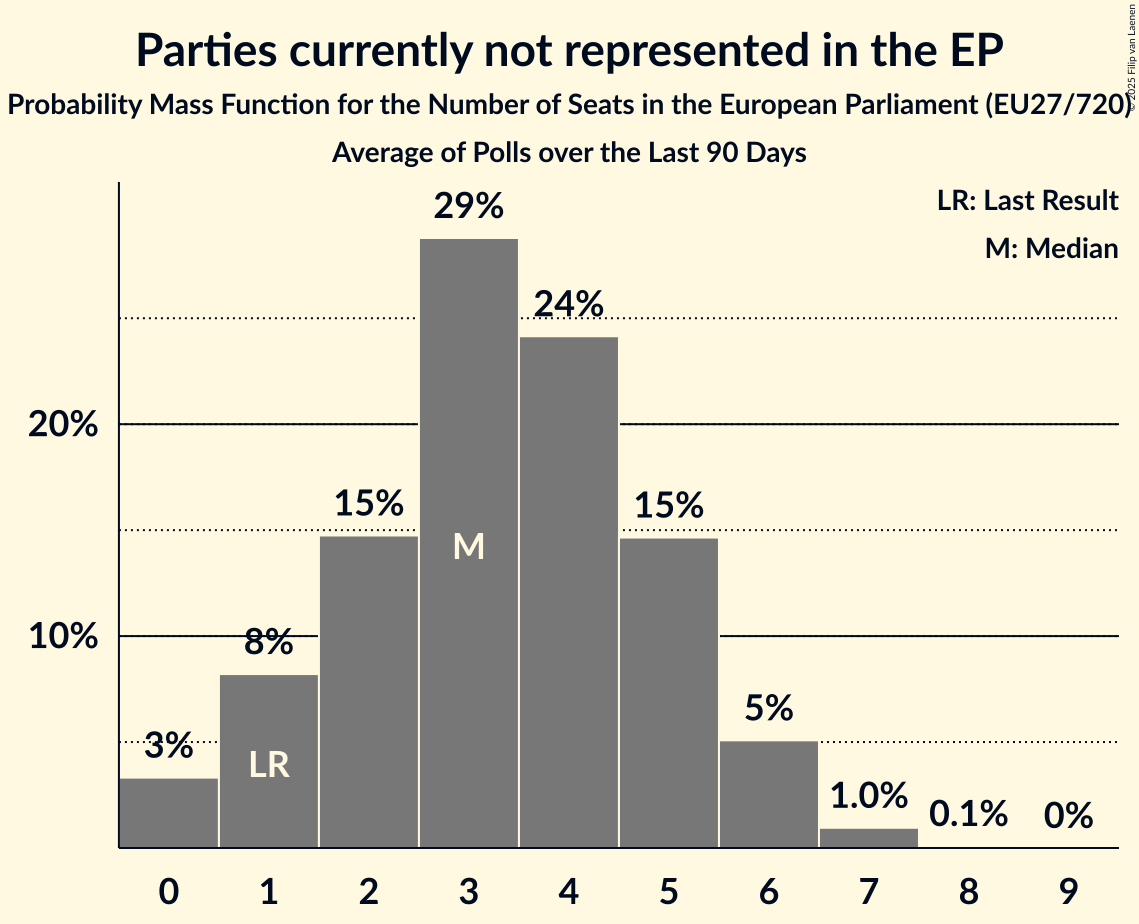 Parties currently not represented in the EP
Probability Mass Function for the Number of Seats in the European Parliament (EU27/720)
Average of Polls over the Last 90 Days
© 2025 Filip van Laenen
LR: Last Result
M: Median
29%
24%
20%
15%
15%
M
10%
8%
5%
3%
LR
1.0%
0.1%
0%
0 1 2 3 4 5 6 7 8 9